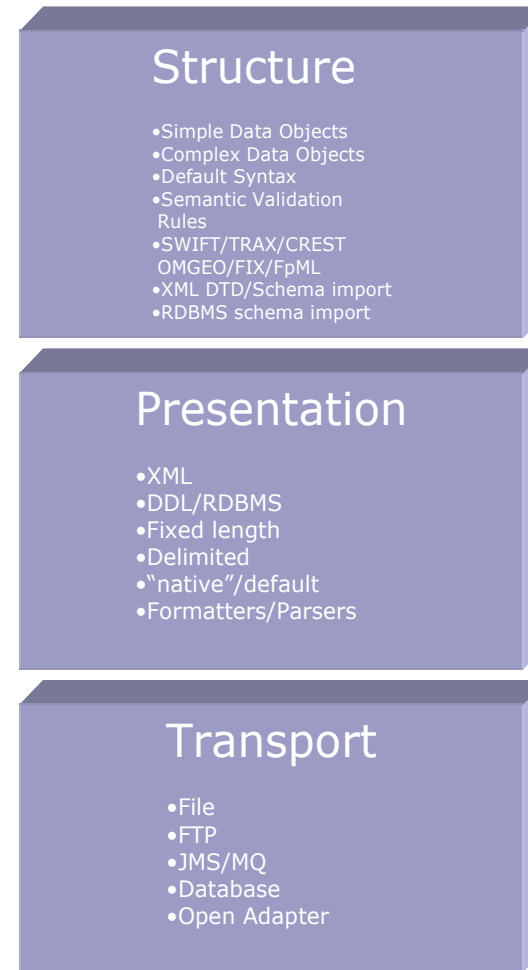 Structure
•Simple Data Objects
•Complex Data Objects
•Default Syntax
•Semantic Validation
Rules
•SWIFT/TRAX/CREST
OMGEO/FIX/FpML
•XML DTD/Schema import
•RDBMS schema import
Presentation
•XML
•DDL/RDBMS
•Fixed length
•Delimited
•“native”/default
•Formatters/Parsers
Transport
•File
•FTP
•JMS/MQ
•Database
•Open Adapter